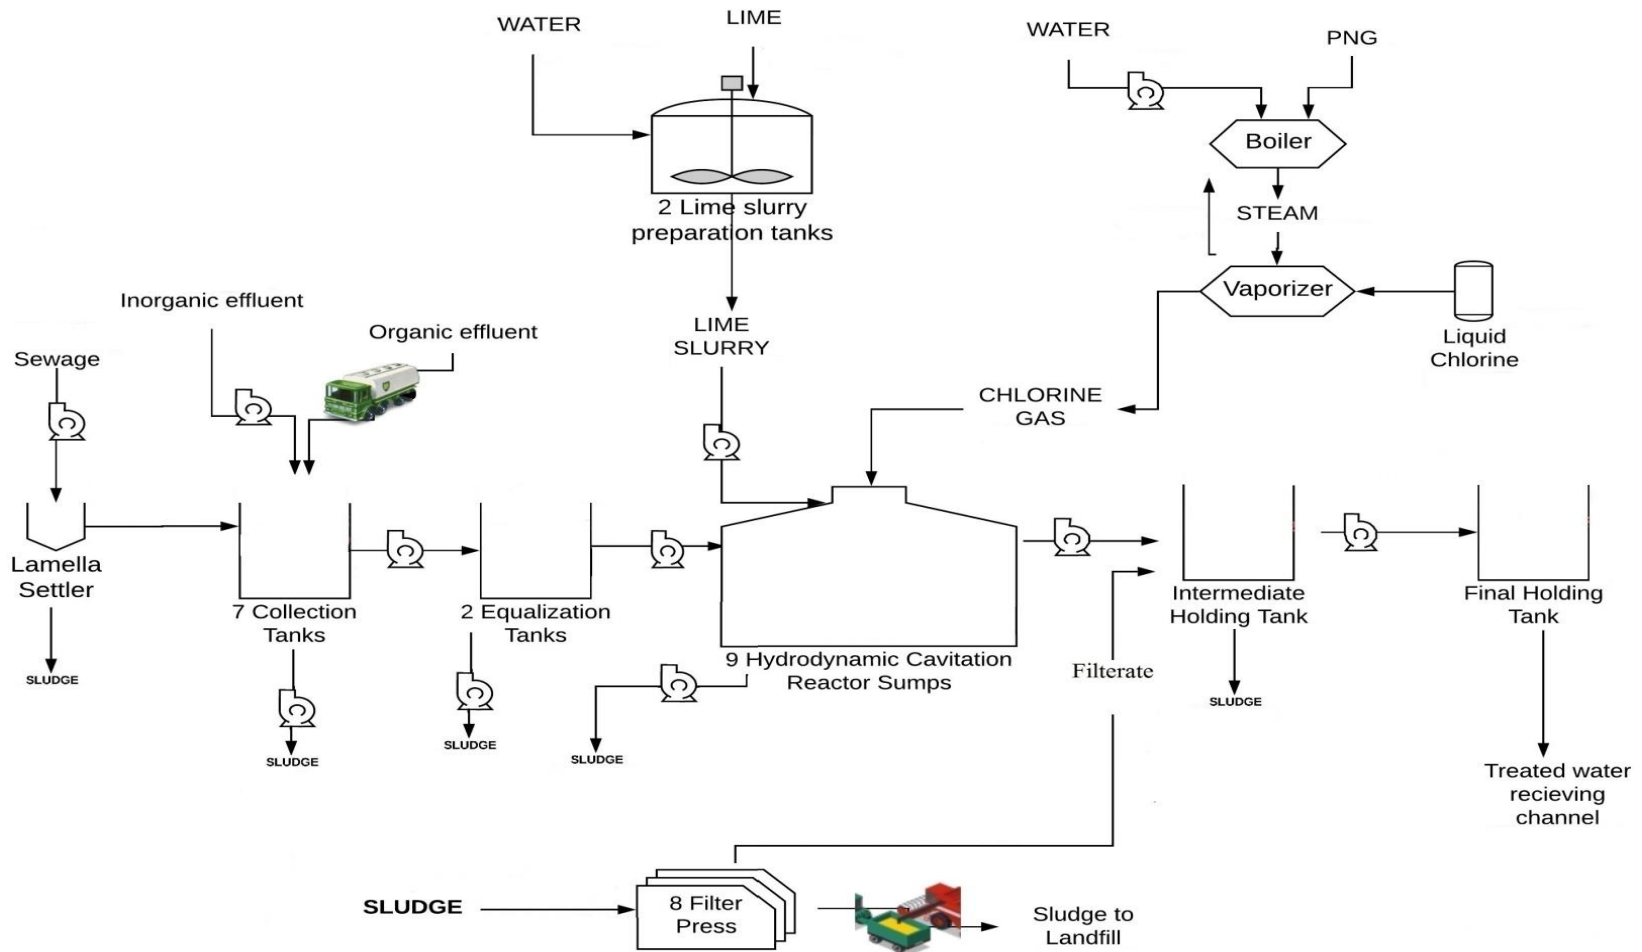 WATER
LIME
WATER
PNG
Boiler
STEAM
Vaporizer
Liquid
Chlorine
2 Lime slurry
preparation tanks
Inorganic effluent
Organic effluent
Sewage
LIME
SLURRY
CHLORINE
GAS
C
C
C
C
C
C
C
C
C
C
C
Lamella
Settler
7 Collection
Tanks
2 Equalization
Tanks
9 Hydrodynamic Cavitation
Reactor Sumps
Intermediate
Holding Tank
Final Holding
Tank
Filterate
SLUDGE
SLUDGE
SLUDGE
SLUDGE
SLUDGE
Treated water
recieving
channel
SLUDGE
8 Filter
Press
Sludge to
Landfill